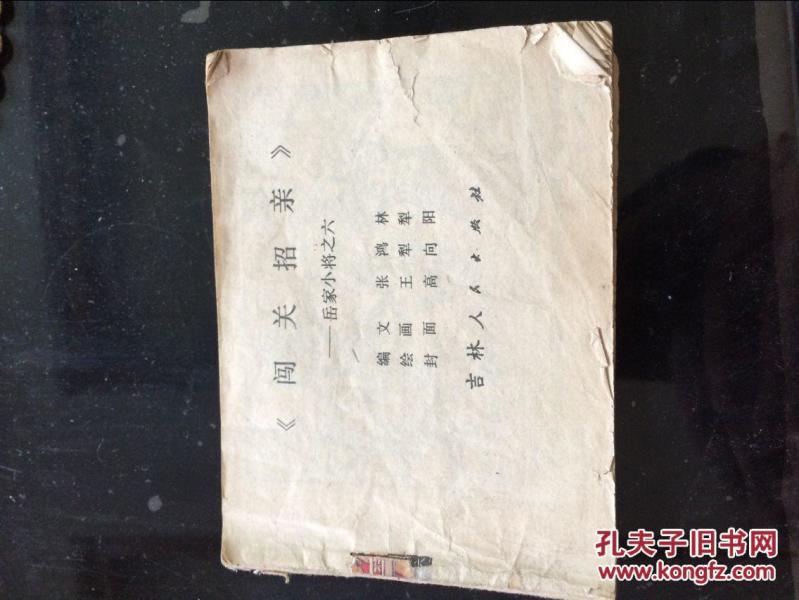 《闯关招亲》
——岳家小将之六
编文 张鸿林
绘画 王犁犁
封面 高向阳
吉林人民出版社
孔夫子旧书网
www.kongfz.com